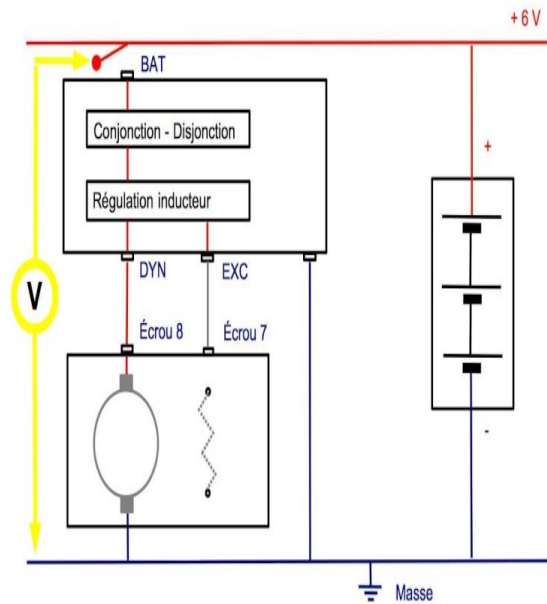 + 6 V
BAT
+
Conjonction - Disjonction
Régulation inducteur
DYN
EXC
V
Écrou 8
Écrou 7
-
Masse